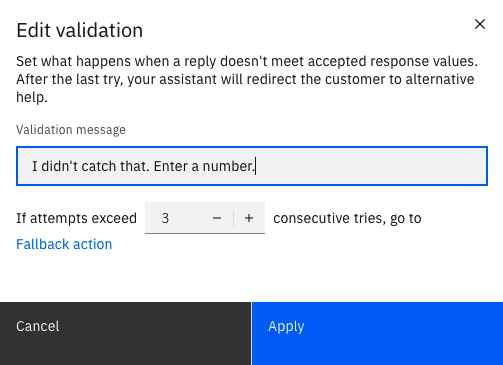 Edit validation
Set what happens when a reply doesn't meet accepted response values.
After the last try, your assistant will redirect the customer to alternative
help.
Validation message
I didn't catch that. Enter a number.
If attempts exceed 3 − + consecutive tries, go to
Fallback action
Cancel Apply